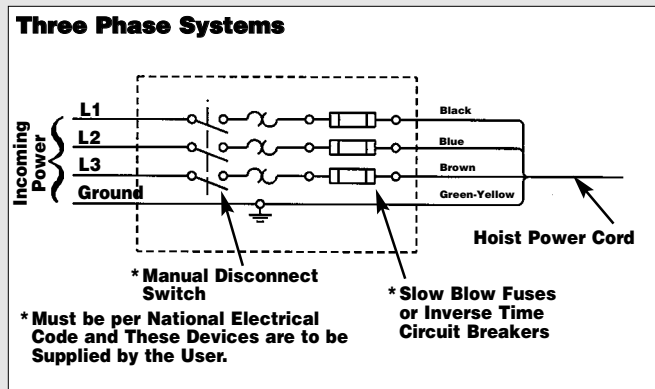 Three Phase Systems
Incoming
Power
L1
L2
L3
Ground
Black
Blue
Brown
Green-Yellow
Hoist Power Cord
*Manual Disconnect
Switch
*Slow Blow Fuses
or Inverse Time
Circuit Breakers
*Must be per National Electrical
Code and These Devices are to be
Supplied by the User.